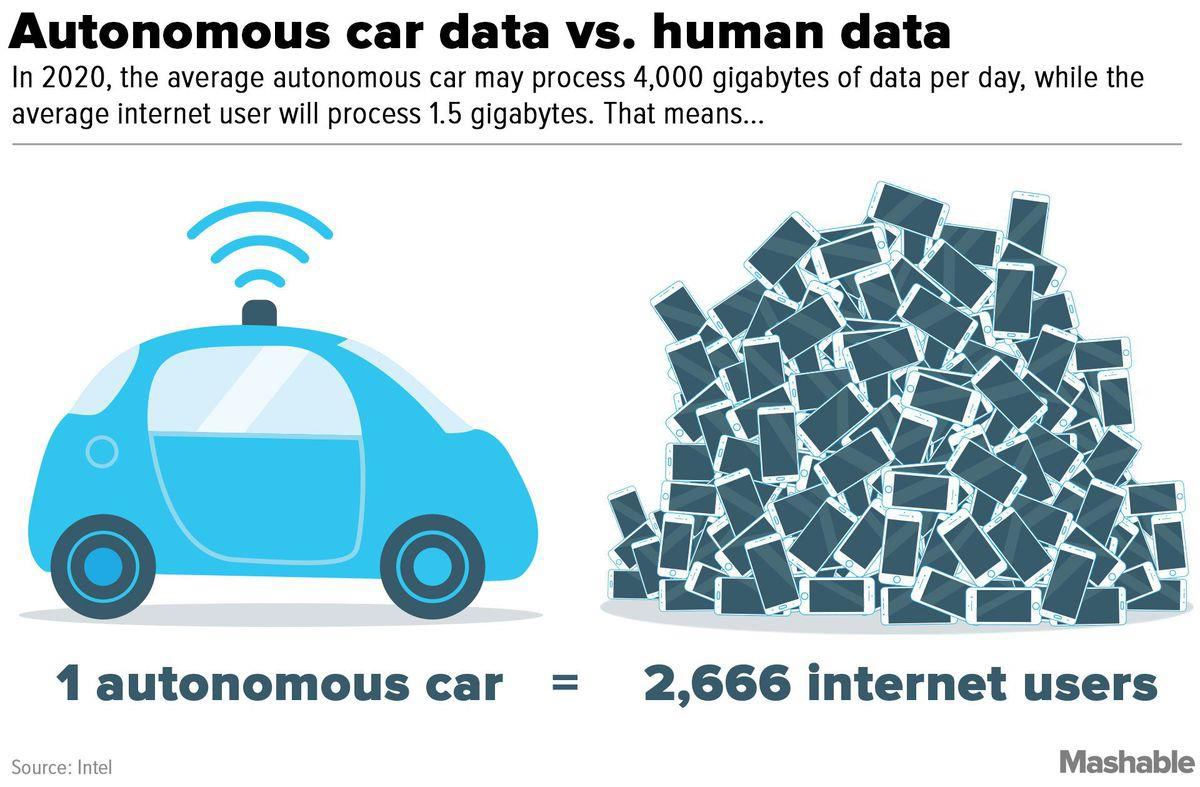 Autonomous car data vs. human data
In 2020, the average autonomous car may process 4,000 gigabytes of data per day, while the
average internet user will process 1.5 gigabytes. That means...
1 autonomous car = 2,666 internet users
Source: Intel
Mashable